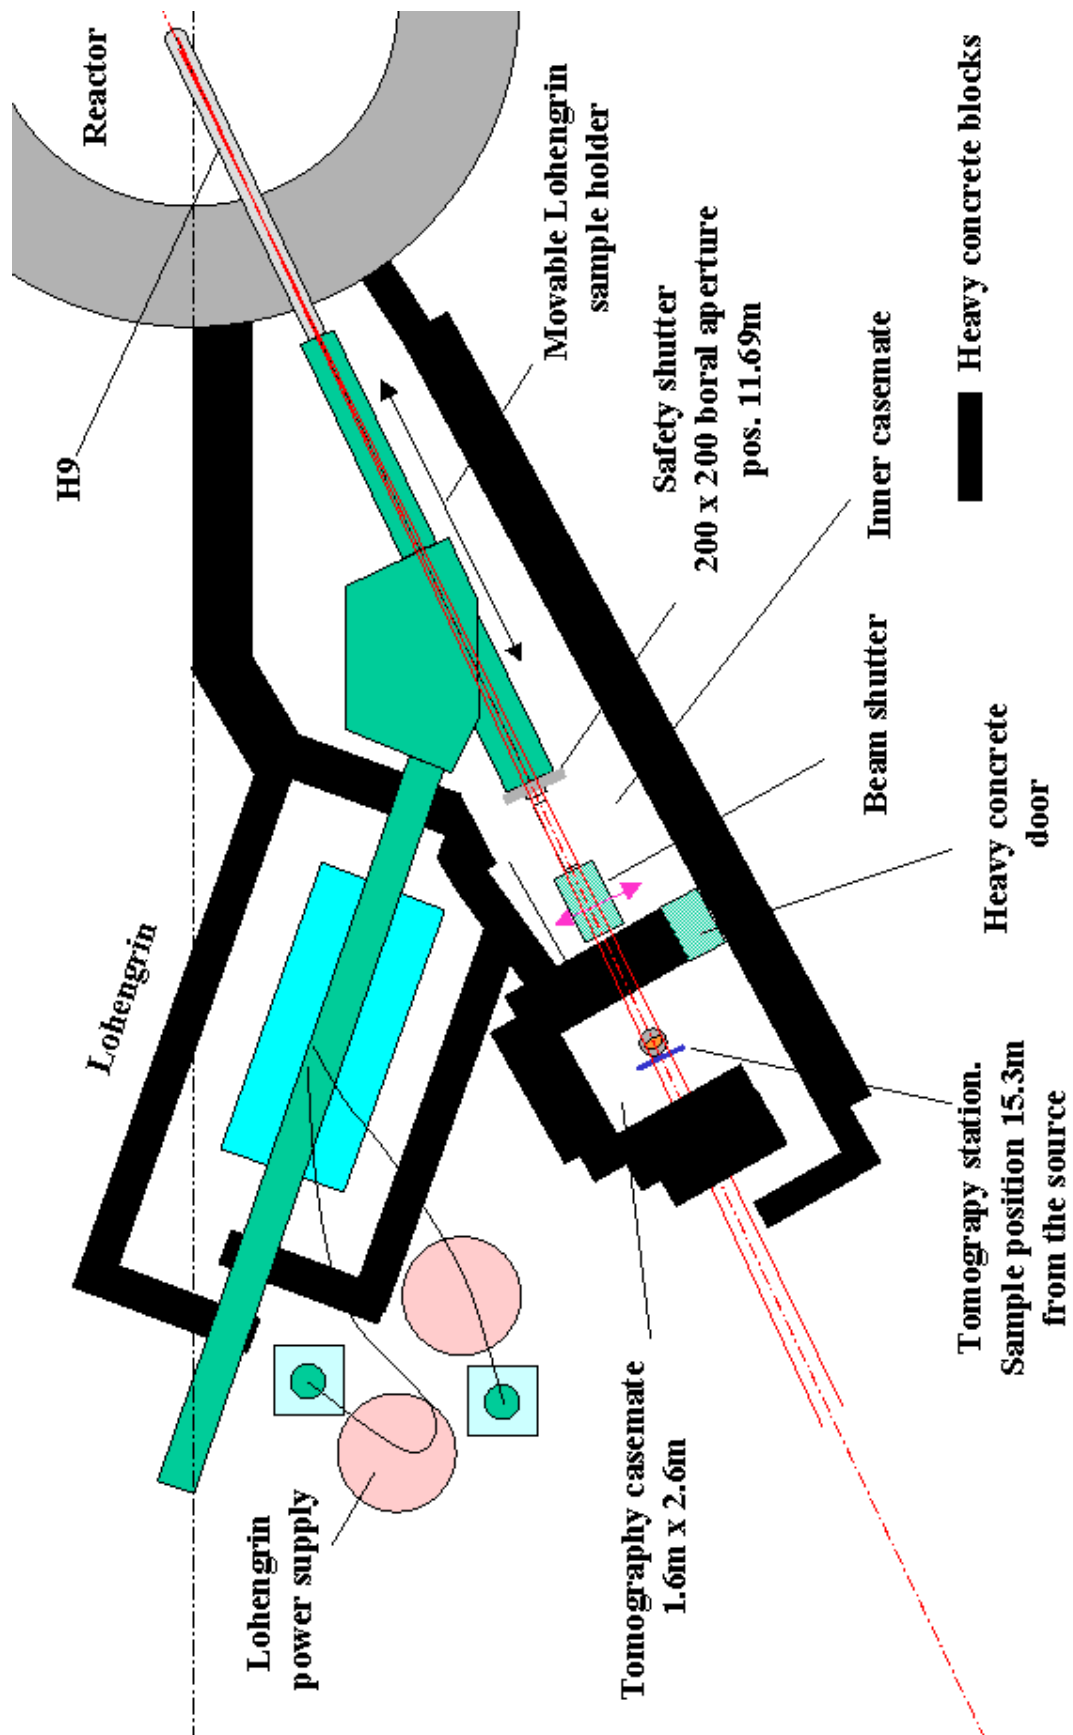 Reactor
H9
Movable Lohengrin
sample holder
Safety shutter
200 x 200 boral aperture
pos. 11.69m
Inner casemate
Heavy concrete blocks
Beam shutter
Heavy concrete
door
Lohengrin
Tomograpy station.
Sample position 15.3m
from the source
Tomography casemate
1.6m x 2.6m
Lohengrin
power supply